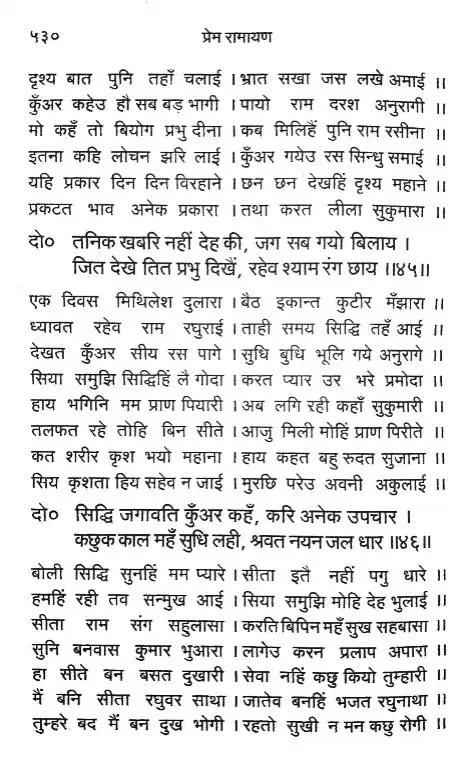 ५३०
प्रेम रामायण
दृश्य बात पुनि तहाँ चलाई । भ्रात सखा जस लखे अमाई ॥
कुँअर कहेउ हौ सब बड़ भागी । पायो राम दरश अनुरागी ॥
मो कहँ तो बियोग प्रभु दीना । कब मिलिहैं पुनि राम रसीना ॥
इतना कहि लोचन झरि लाई । कुँअर गयेउ रस सिन्धु समाई ॥
यहि प्रकार दिन दिन विरहाने । छन छन देखहिं दृश्य महाने ॥
प्रकटत भाव अनेक प्रकारा । तथा करत लीला सुकुमारा ॥
दो० तनिक खबरि नहीं देह की, जग सब गयो बिलाय ।
जित देखे तित प्रभु दिखैं, रहेव श्याम रंग छाय ॥४५॥
एक दिवस मिथिलेश दुलारा । बैठ इकान्त कुटीर मँझारा ॥
ध्यावत रहेव राम रघुराई । ताही समय सिद्धि तहँ आई ॥
देखत कुँअर सीय रस पागे । सुधि बुधि भूलि गये अनुरागे ॥
सिया समुझि सिद्धिहिं लै गोदा । करत प्यार उर भरे प्रमोदा ॥
हाय भगिनि मम प्राण पियारी । अब लगि रही कहाँ सुकुमारी ॥
तलफत रहे तोहि बिन सीते । आजु मिली मोहिं प्राण पिरीते ॥
कत शरीर कृश भयो महाना । हाय कहत बहु रुदत सुजाना ॥
सिय कृशता हिय सहेव न जाई । मुरछि परेउ अवनी अकुलाई ॥
दो० सिद्धि जगावति कुँअर कहँ, करि अनेक उपचार ।
कछुक काल महँ सुधि लही, श्रवत नयन जल धार ॥४६॥
बोली सिद्धि सुनहिं मम प्यारे । सीता इतै नहीं पगु धारे ॥
हमहिं रही तव सन्मुख आई । सिया समुझि मोहि देह भुलाई ॥
सीता राम संग सहुलासा । करति बिपिन महँ सुख सहबासा ॥
सुनि बनवास कुमार भुआरा । लागेउ करन प्रलाप अपारा ॥
हा सीते बन बसत दुखारी । सेवा नहिं कछु कियो तुम्हारी ॥
मैं बनि सीता रघुवर साथा । जातेव बनहिं भजत रघुनाथा ॥
तुम्हरे बद मैं बन दुख भोगी । रहतो सुखी न मन कछु रोगी ॥